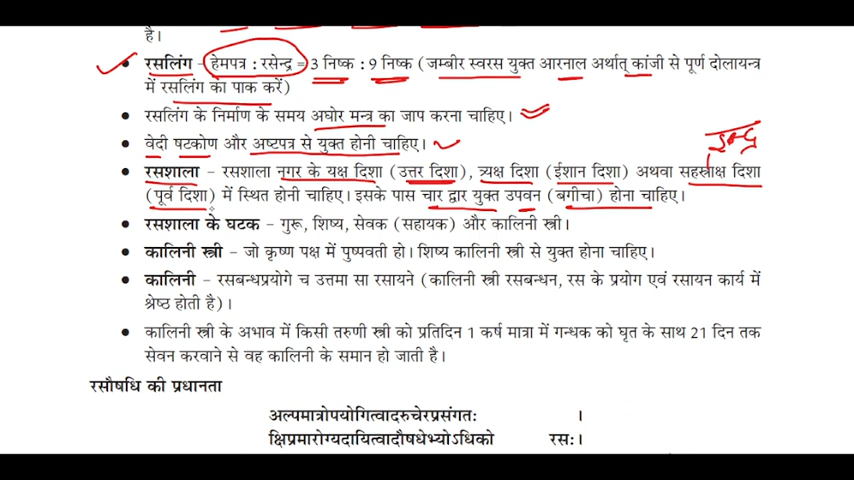 है।
• रसलिंग – हेमपत्र : रसेन्द्र = 3 निष्क : 9 निष्क (जम्बीर स्वरस युक्त आरनाल अर्थात् कांजी से पूर्ण दोलायन्त्र
में रसलिंग का पाक करें)
• रसलिंग के निर्माण के समय अघोर मन्त्र का जाप करना चाहिए।
• वेदी षटकोण और अष्टपत्र से युक्त होनी चाहिए।
इन्द्र
• रसशाला – रसशाला नगर के यक्ष दिशा (उत्तर दिशा), त्र्यक्ष दिशा (ईशान दिशा) अथवा सहस्त्राक्ष दिशा
(पूर्व दिशा) में स्थित होनी चाहिए। इसके पास चार द्वार युक्त उपवन (बगीचा) होना चाहिए।
• रसशाला के घटक – गुरू, शिष्य, सेवक (सहायक) और कालिनी स्त्री।
• कालिनी स्त्री – जो कृष्ण पक्ष में पुष्पवती हो। शिष्य कालिनी स्त्री से युक्त होना चाहिए।
• कालिनी – रसबन्धप्रयोगे च उत्तमा सा रसायने (कालिनी स्त्री रसबन्धन, रस के प्रयोग एवं रसायन कार्य में
श्रेष्ठ होती है)।
• कालिनी स्त्री के अभाव में किसी तरुणी स्त्री को प्रतिदिन 1 कर्ष मात्रा में गन्धक को घृत के साथ 21 दिन तक
सेवन करवाने से वह कालिनी के समान हो जाती है।
रसौषधि की प्रधानता
अल्पमात्रोपयोगित्वादरुचेरप्रसंगतः ।
क्षिप्रमारोग्यदायित्वादौषधेभ्योऽधिको रसः।